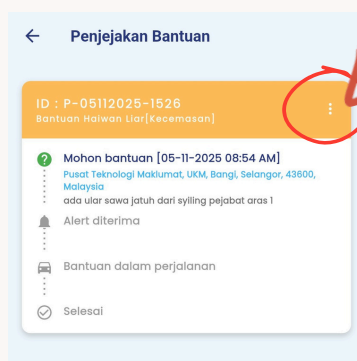 Penjejakan Bantuan
ID : P-05112025-1526
Bantuan Haiwan Liar[Kecemasan]
Mohon bantuan [05-11-2025 08:54 AM]
Pusat Teknologi Maklumat, UKM, Bangi, Selangor, 43600,
Malaysia
ada ular sawa jatuh dari syiling pejabat aras 1
Alert diterima
Bantuan dalam perjalanan
Selesai